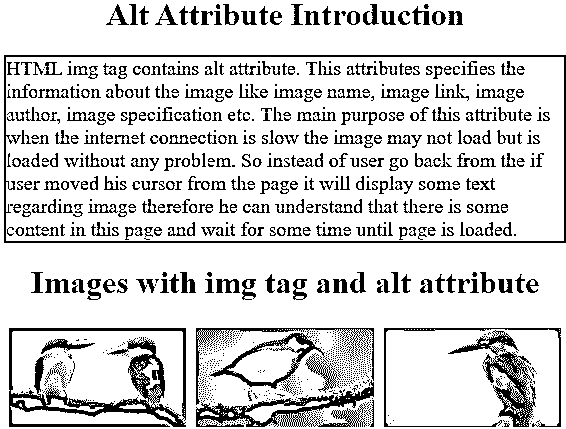 Alt Attribute Introduction
HTML img tag contains alt attribute. This attributes specifies the
information about the image like image name, image link, image
author, image specification etc. The main purpose of this attribute is
when the internet connection is slow the image may not load but is
loaded without any problem. So instead of user go back from the if
user moved his cursor from the page it will display some text
regarding image therefore he can understand that there is some
content in this page and wait for some time until page is loaded.
Images with img tag and alt attribute